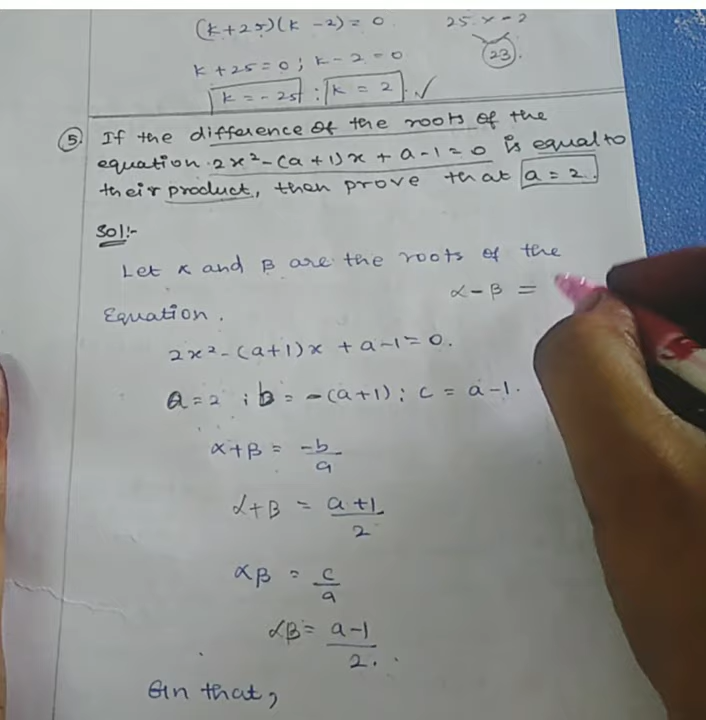 (k+25)(k-2)=0 25 x -2
k+25=0; k-2=0 23.
k=-25 : k=2 ✓
5. If the difference of the roots of the
equation 2x²-(a+1)x+a-1=0 is equal to
their product, then prove that a=2.
Sol:-
Let α and β are the roots of the
α-β =
Equation.
2x²-(a+1)x+a-1=0.
a=2 ; b=-(a+1); c=a-1.
α+β = -b/a
α+β = a+1/2
αβ = c/a
αβ = a-1/2.
Gn that,